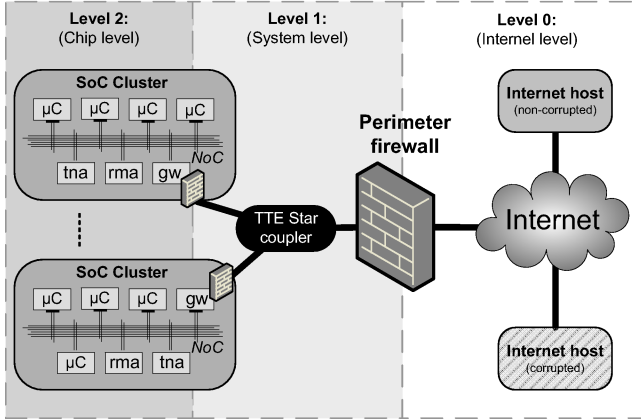 Level 2:
(Chip level)
Level 1:
(System level)
Level 0:
(Internet level)
SoC Cluster
µC µC µC µC
NoC
tna rma gw
SoC Cluster
µC µC µC gw
NoC
µC rma tna
TTE Star
coupler
Perimeter
firewall
Internet host
(non-corrupted)
Internet
Internet host
(corrupted)